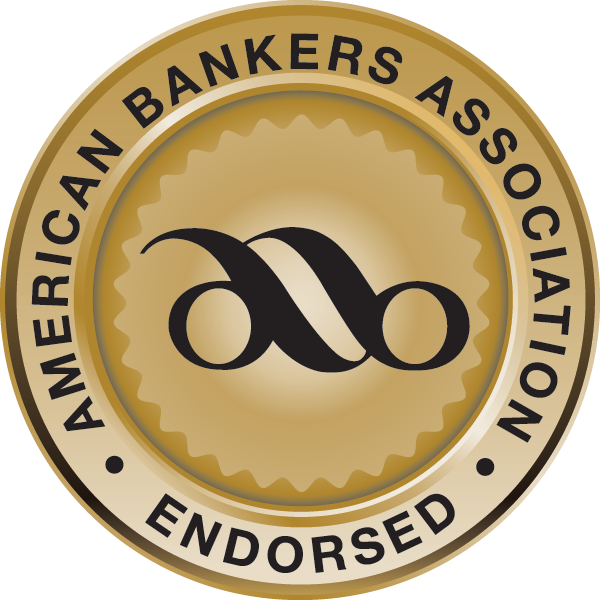 AMERICAN BANKERS ASSOCIATION
• ENDORSED •